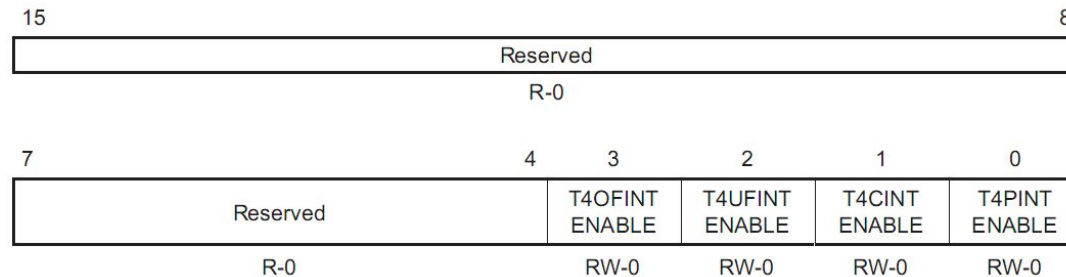 15 8
Reserved
R-0
7 4 3 2 1 0
Reserved T4OFINT ENABLE T4UFINT ENABLE T4CINT ENABLE T4PINT ENABLE
R-0 RW-0 RW-0 RW-0 RW-0